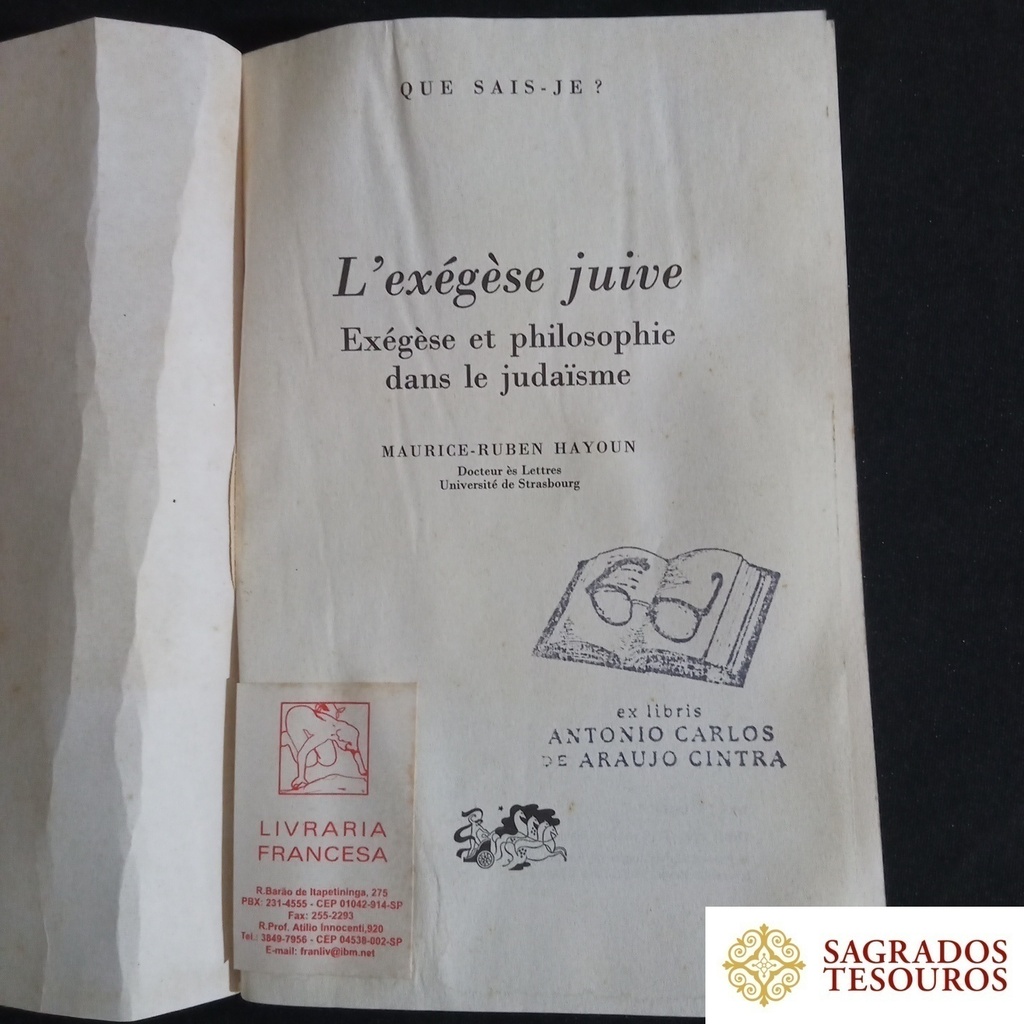 QUE SAIS-JE ?
L'exégèse juive
Exégèse et philosophie
dans le judaïsme
MAURICE-RUBEN HAYOUN
Docteur ès Lettres
Université de Strasbourg
ex libris
ANTONIO CARLOS
DE ARAUJO CINTRA
LIVRARIA
FRANCESA
R.Barão de Itapetininga, 275
PBX: 231-4555 - CEP 01042-914-SP
Fax: 255-2293
R.Prof. Atílio Innocenti,920
Tel.: 3849-7956 - CEP 04538-002-SP
E-mail: franliv@ibm.net
SAGRADOS
TESOUROS